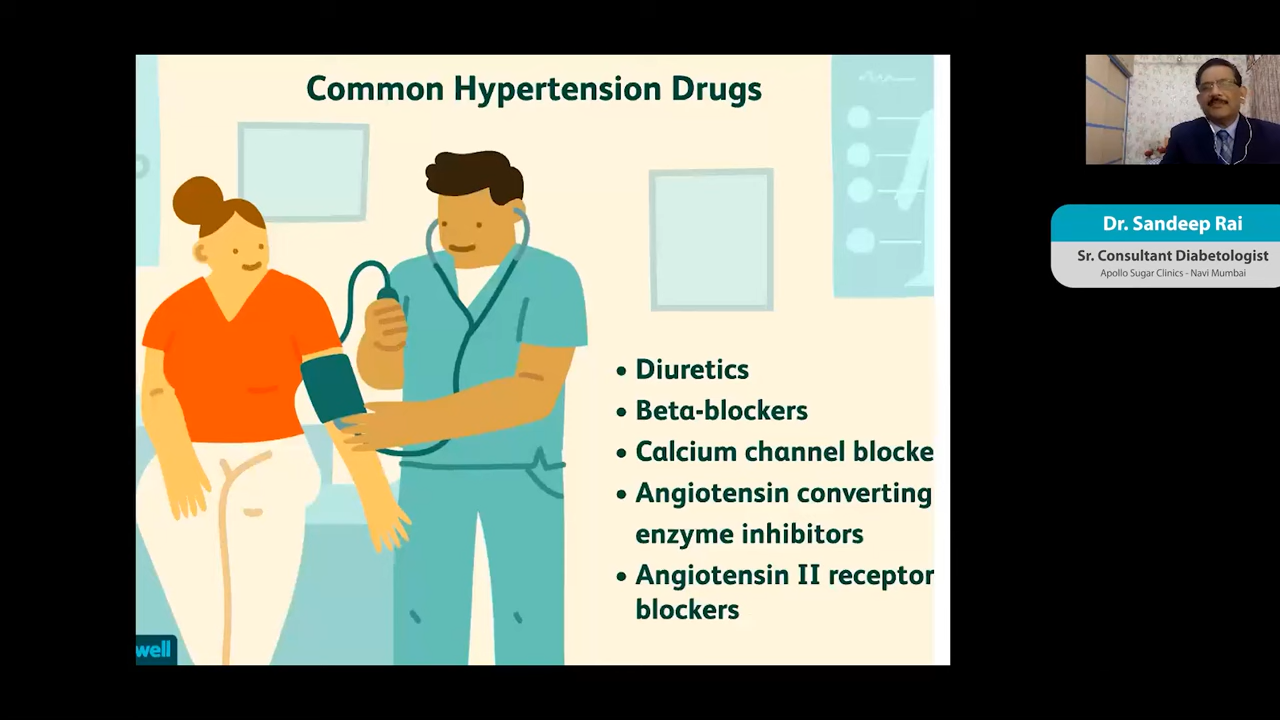 Common Hypertension Drugs
• Diuretics
• Beta-blockers
• Calcium channel blocke
• Angiotensin converting
enzyme inhibitors
• Angiotensin II receptor
blockers
well
Dr. Sandeep Rai
Sr. Consultant Diabetologist
Apollo Sugar Clinics - Navi Mumbai